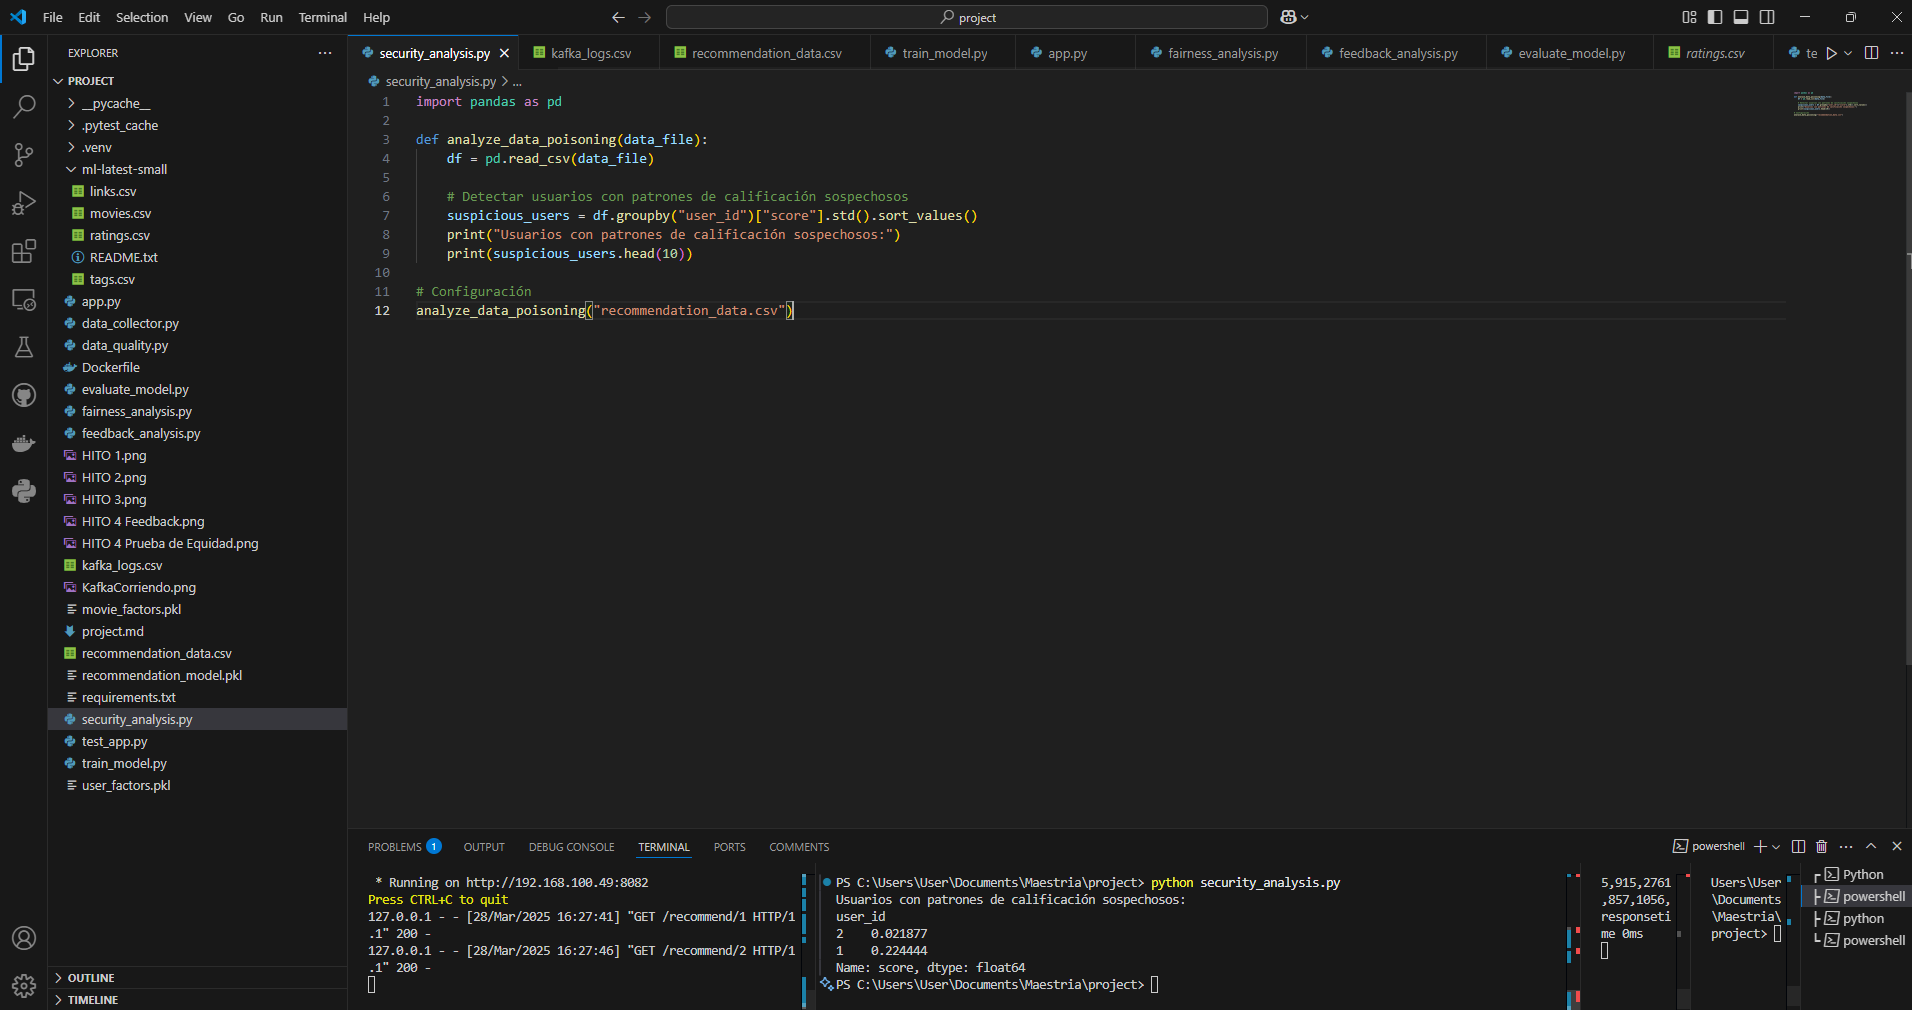 File Edit Selection View Go Run Terminal Help
project
EXPLORER
PROJECT
__pycache__
.pytest_cache
.venv
ml-latest-small
links.csv
movies.csv
ratings.csv
README.txt
tags.csv
app.py
data_collector.py
data_quality.py
Dockerfile
evaluate_model.py
fairness_analysis.py
feedback_analysis.py
HITO 1.png
HITO 2.png
HITO 3.png
HITO 4 Feedback.png
HITO 4 Prueba de Equidad.png
kafka_logs.csv
KafkaCorriendo.png
movie_factors.pkl
project.md
recommendation_data.csv
recommendation_model.pkl
requirements.txt
security_analysis.py
test_app.py
train_model.py
user_factors.pkl
OUTLINE
TIMELINE
security_analysis.py kafka_logs.csv recommendation_data.csv train_model.py app.py fairness_analysis.py feedback_analysis.py evaluate_model.py ratings.csv te
security_analysis.py > ...
1 import pandas as pd
2
3 def analyze_data_poisoning(data_file):
4 df = pd.read_csv(data_file)
5
6 # Detectar usuarios con patrones de calificación sospechosos
7 suspicious_users = df.groupby("user_id")["score"].std().sort_values()
8 print("Usuarios con patrones de calificación sospechosos:")
9 print(suspicious_users.head(10))
10
11 # Configuración
12 analyze_data_poisoning("recommendation_data.csv")
PROBLEMS 1 OUTPUT DEBUG CONSOLE TERMINAL PORTS COMMENTS
powershell
* Running on http://192.168.100.49:8082
Press CTRL+C to quit
127.0.0.1 - - [28/Mar/2025 16:27:41] "GET /recommend/1 HTTP/1
.1" 200 -
127.0.0.1 - - [28/Mar/2025 16:27:46] "GET /recommend/2 HTTP/1
.1" 200 -
PS C:\Users\User\Documents\Maestria\project> python security_analysis.py
Usuarios con patrones de calificación sospechosos:
user_id
2 0.021877
1 0.224444
Name: score, dtype: float64
PS C:\Users\User\Documents\Maestria\project>
5,915,2761
,857,1056,
responseti
me 0ms
Users\User
\Documents
\Maestria\
project>
Python
powershell
python
powershell